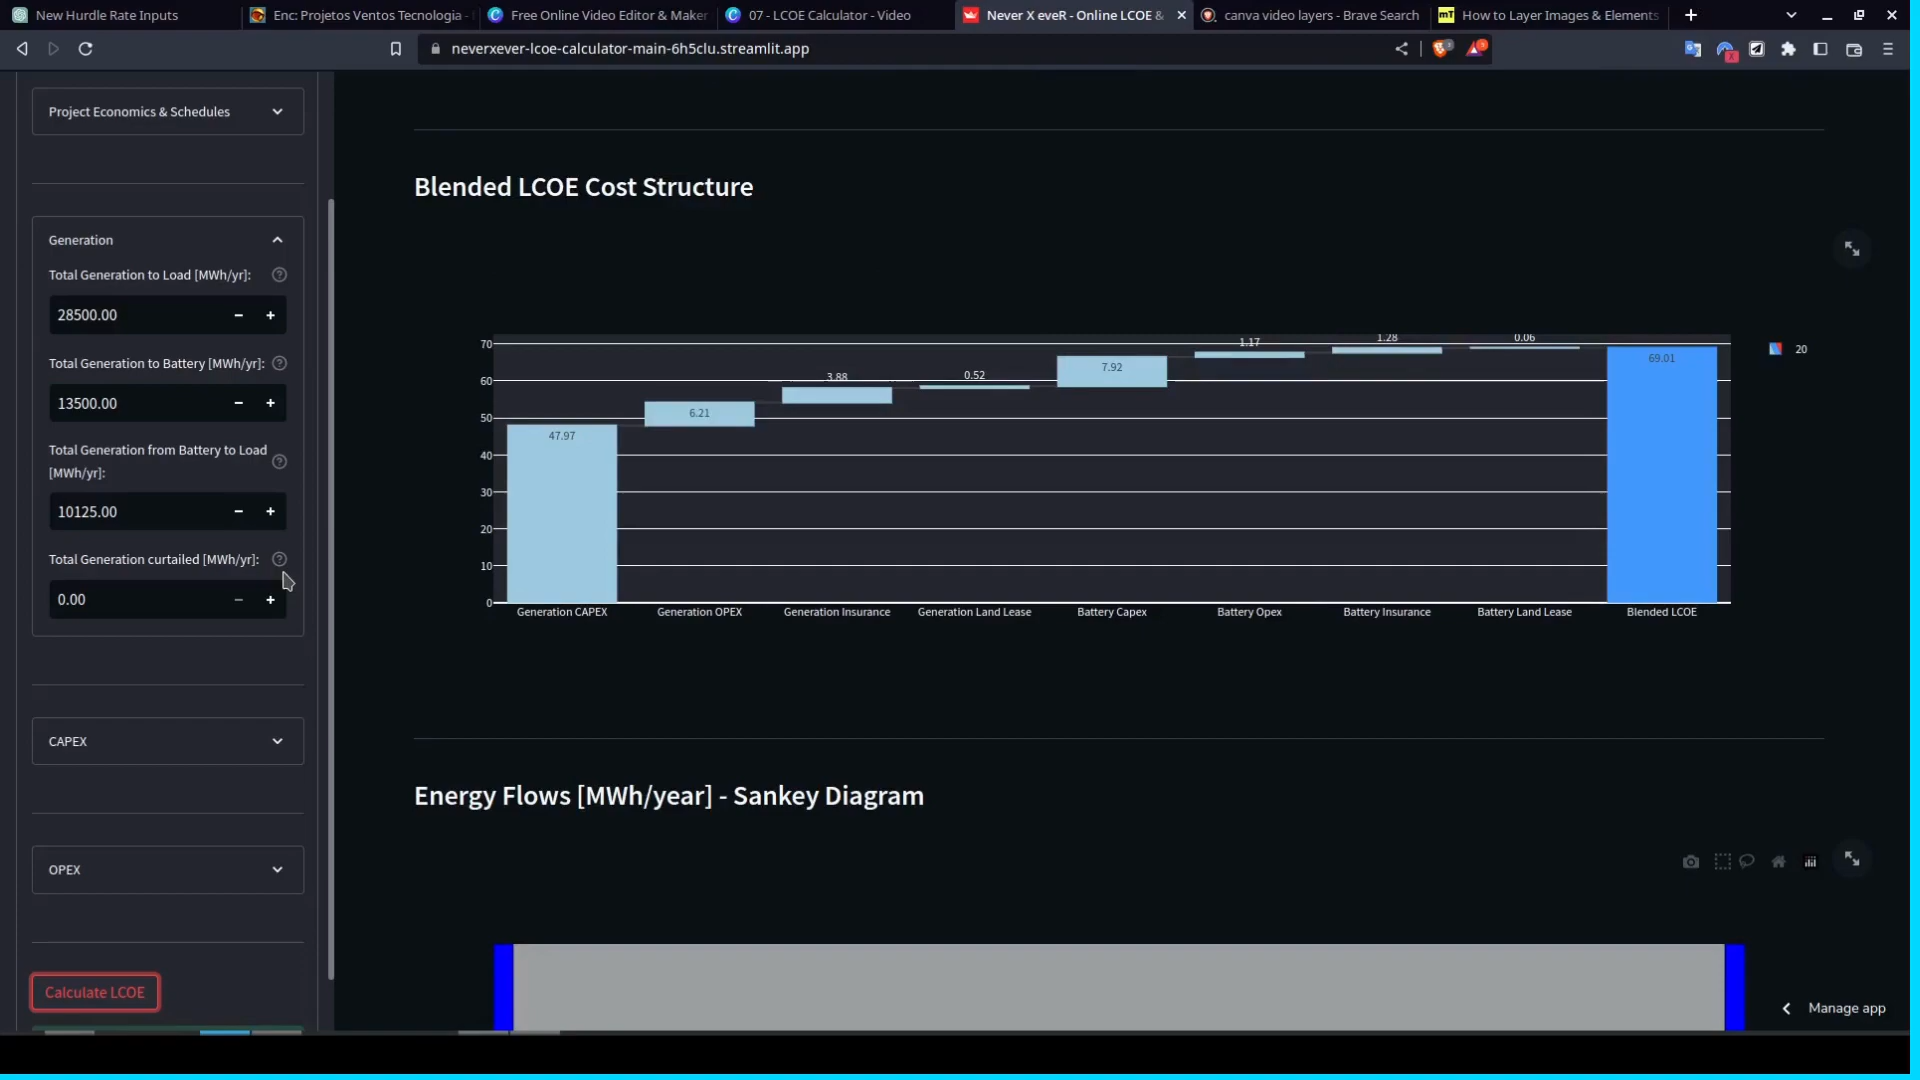 New Hurdle Rate Inputs
Enc: Projetos Ventos Tecnologia -
Free Online Video Editor & Maker
07 - LCOE Calculator - Video
Never X eveR - Online LCOE &
canva video layers - Brave Search
mT
How to Layer Images & Elements
neverxever-lcoe-calculator-main-6h5clu.streamlit.app
Project Economics & Schedules
Generation
Total Generation to Load [MWh/yr]:
28500.00
Total Generation to Battery [MWh/yr]:
13500.00
Total Generation from Battery to Load
[MWh/yr]:
10125.00
Total Generation curtailed [MWh/yr]:
0.00
CAPEX
OPEX
Calculate LCOE
Blended LCOE Cost Structure
70
60
50
40
30
20
10
0
47.97
6.21
3.88
0.52
7.92
1.17
1.28
0.06
69.01
20
Generation CAPEX
Generation OPEX
Generation Insurance
Generation Land Lease
Battery Capex
Battery Opex
Battery Insurance
Battery Land Lease
Blended LCOE
Energy Flows [MWh/year] - Sankey Diagram
Manage app